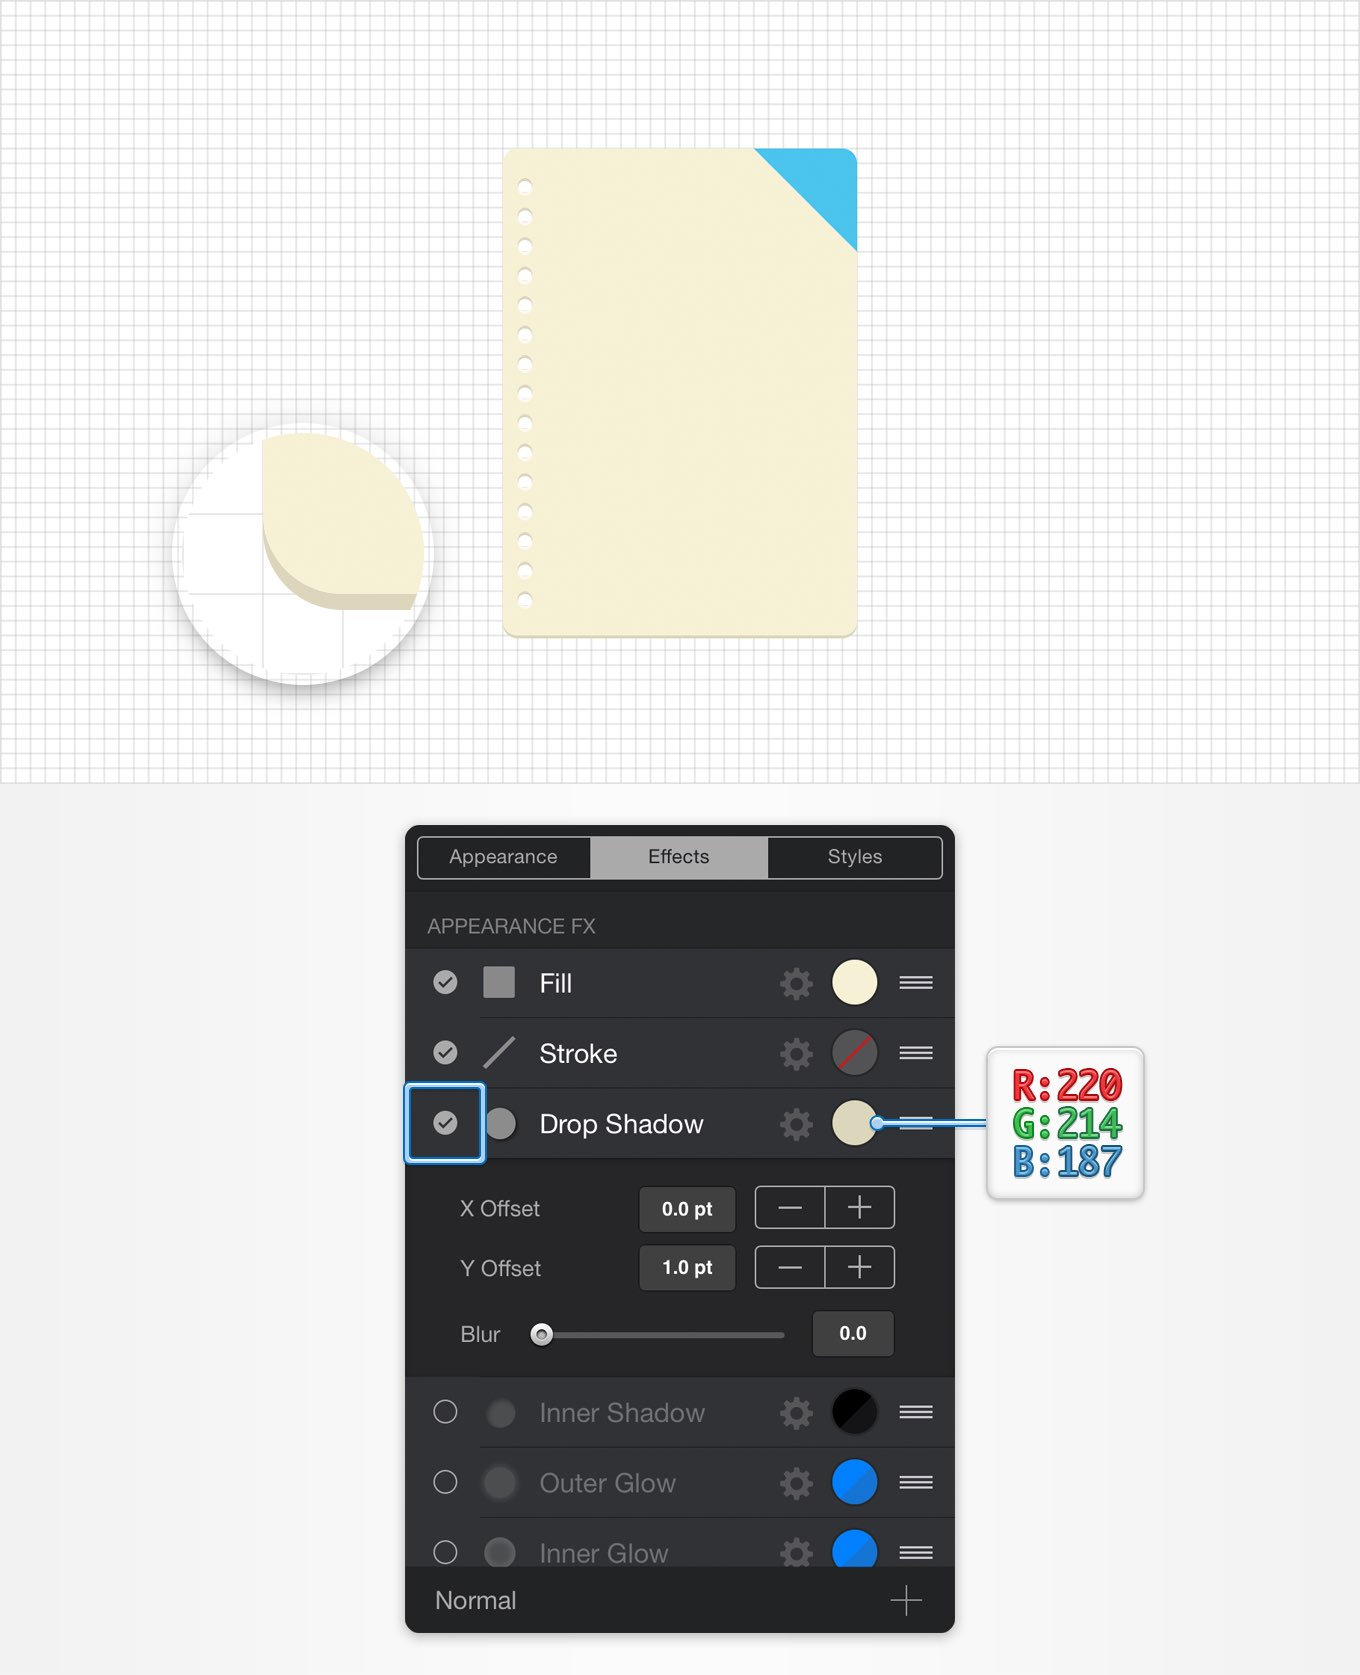 Appearance Effects Styles
APPEARANCE FX
Fill
Stroke
Drop Shadow
R:220
G:214
B:187
X Offset 0.0 pt
Y Offset 1.0 pt
Blur 0.0
Inner Shadow
Outer Glow
Inner Glow
Normal